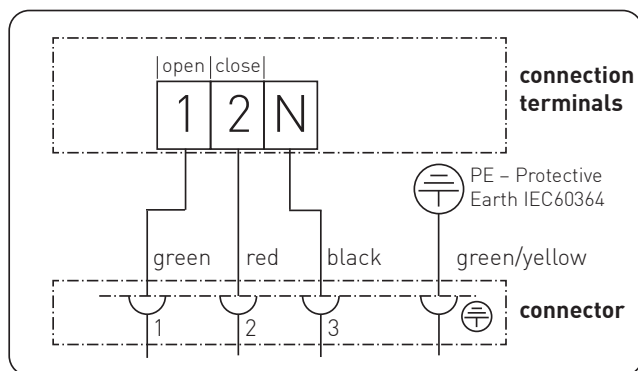 open close
1 2 N
connection
terminals
PE – Protective
Earth IEC60364
green red black green/yellow
connector
1 2 3